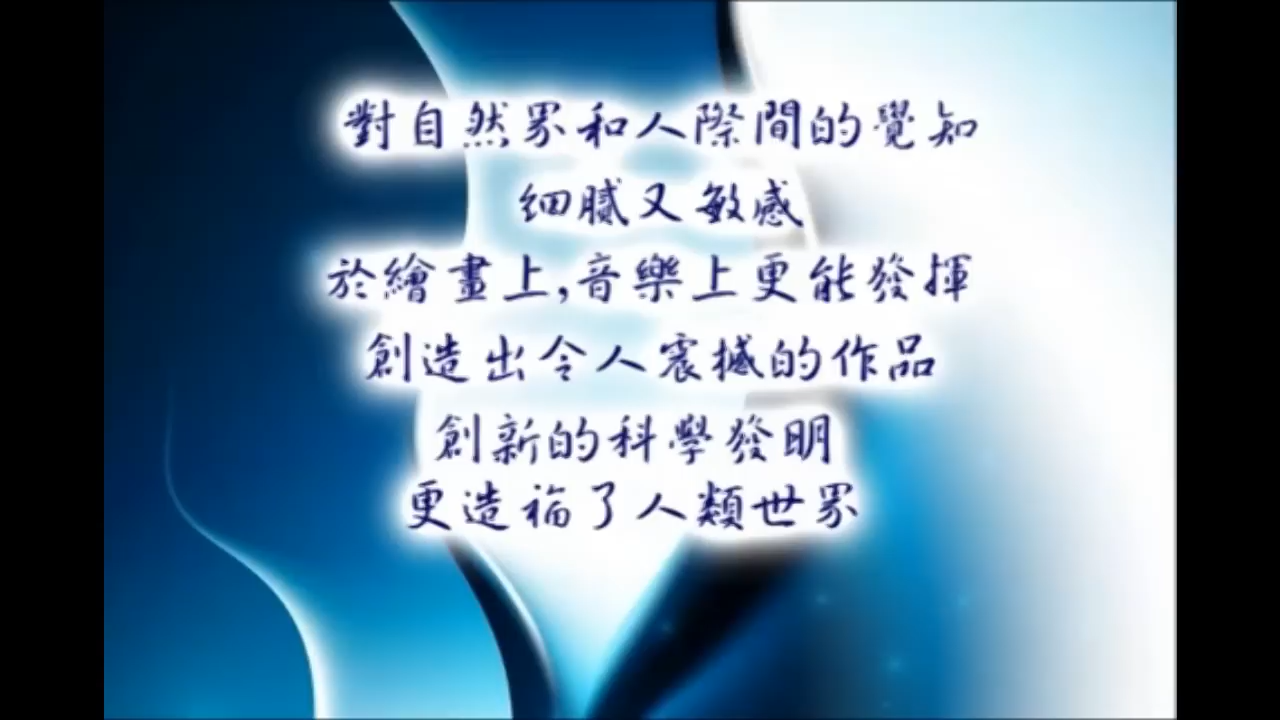 對自然界和人際間的覺知
細膩又敏感
於繪畫上,音樂上更能發揮
創造出令人震撼的作品
創新的科學發明
更造福了人類世界